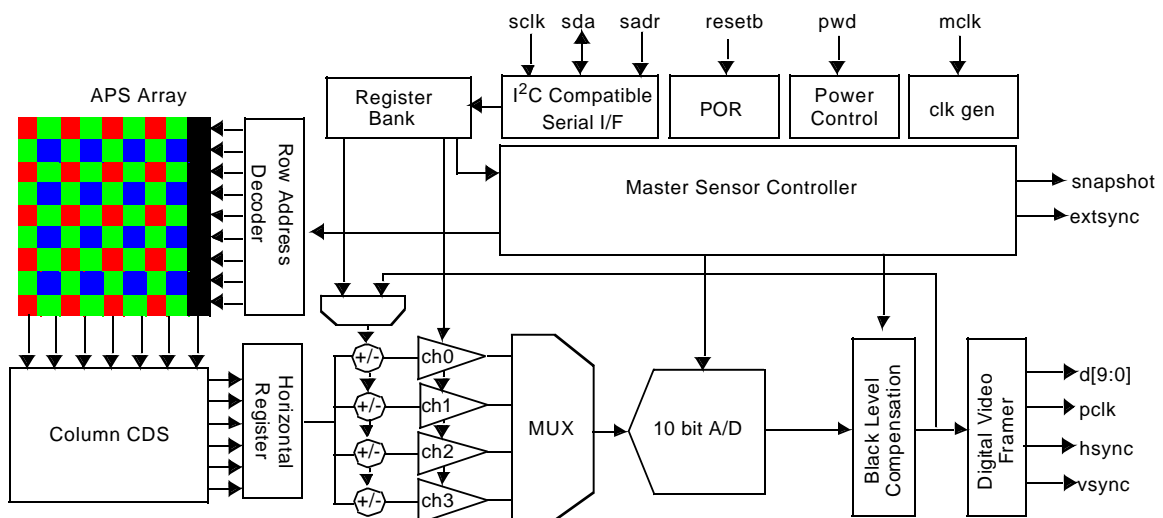 sclk
sda
sadr
resetb
pwd
mclk
APS Array
Register
Bank
I2C Compatible
Serial I/F
POR
Power
Control
clk gen
Row Address
Decoder
Master Sensor Controller
snapshot
extsync
Column CDS
Horizontal
Register
+/-
ch0
+/-
ch1
+/-
ch2
+/-
ch3
MUX
10 bit A/D
Black Level
Compensation
Digital Video
Framer
d[9:0]
pclk
hsync
vsync